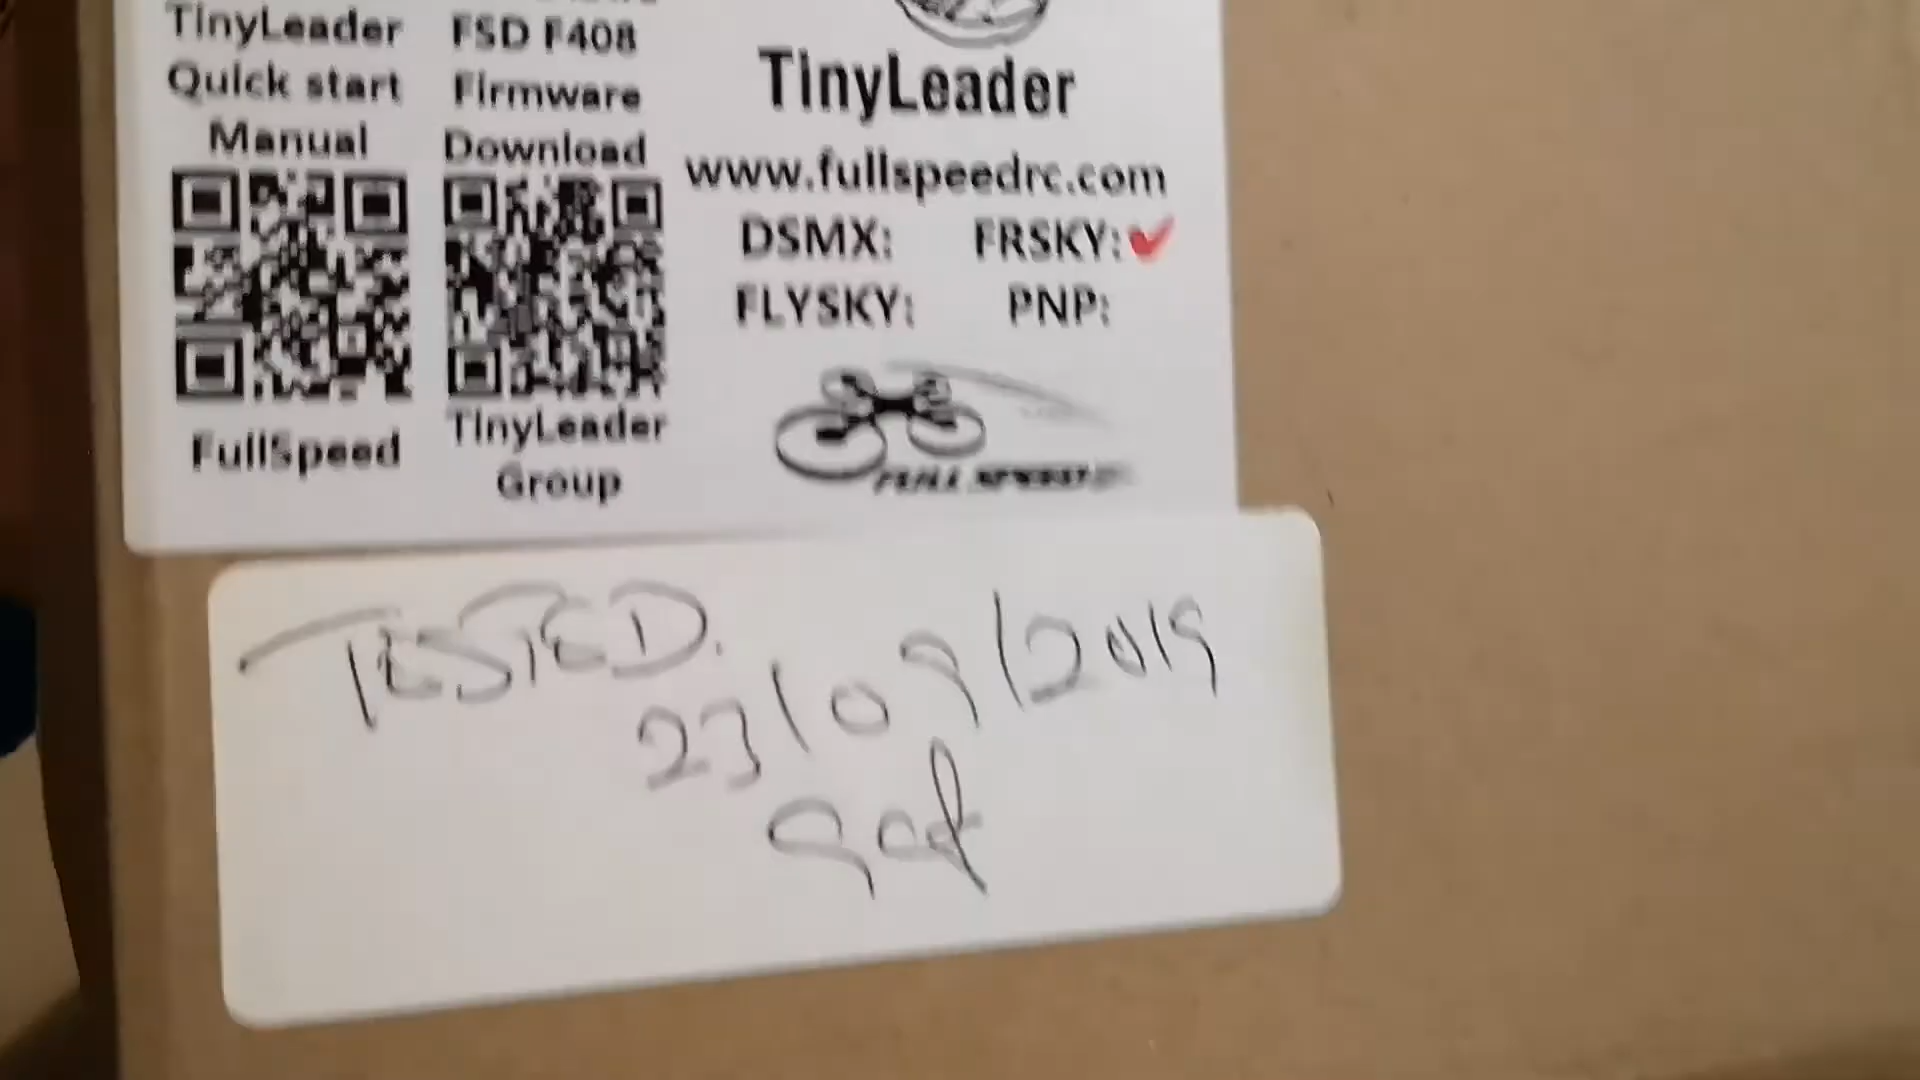 TinyLeader
Quick start
Manual
FullSpeed
FSD F408
Firmware
Download
TinyLeader
Group
TinyLeader
www.fullspeedrc.com
DSMX: FRSKY:✔
FLYSKY: PNP:
TESTED.
23/09/2019